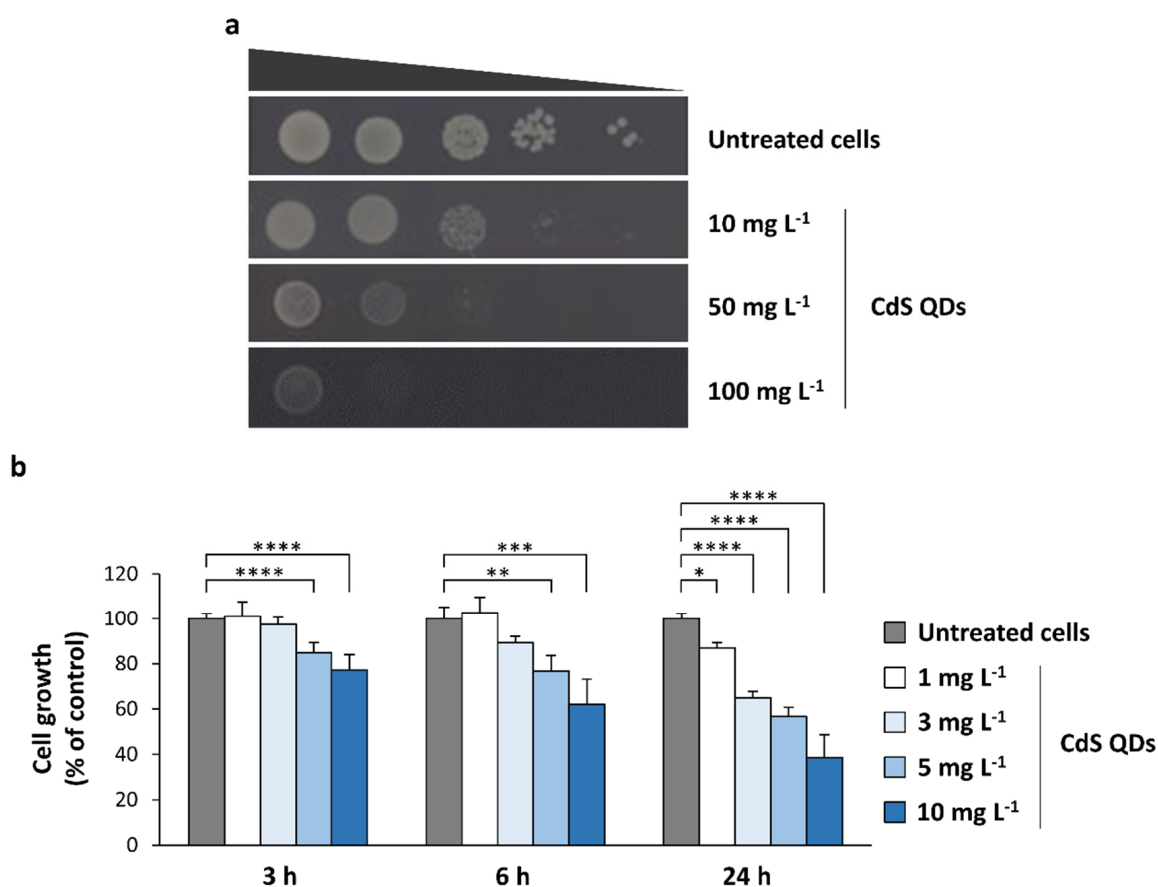 a
Untreated cells
10 mg L-1
50 mg L-1
CdS QDs
100 mg L-1
b
****
****
***
**
****
****
****
*
120
100
80
60
40
20
0
Cell growth
(% of control)
3 h
6 h
24 h
Untreated cells
1 mg L-1
3 mg L-1
5 mg L-1
10 mg L-1
CdS QDs